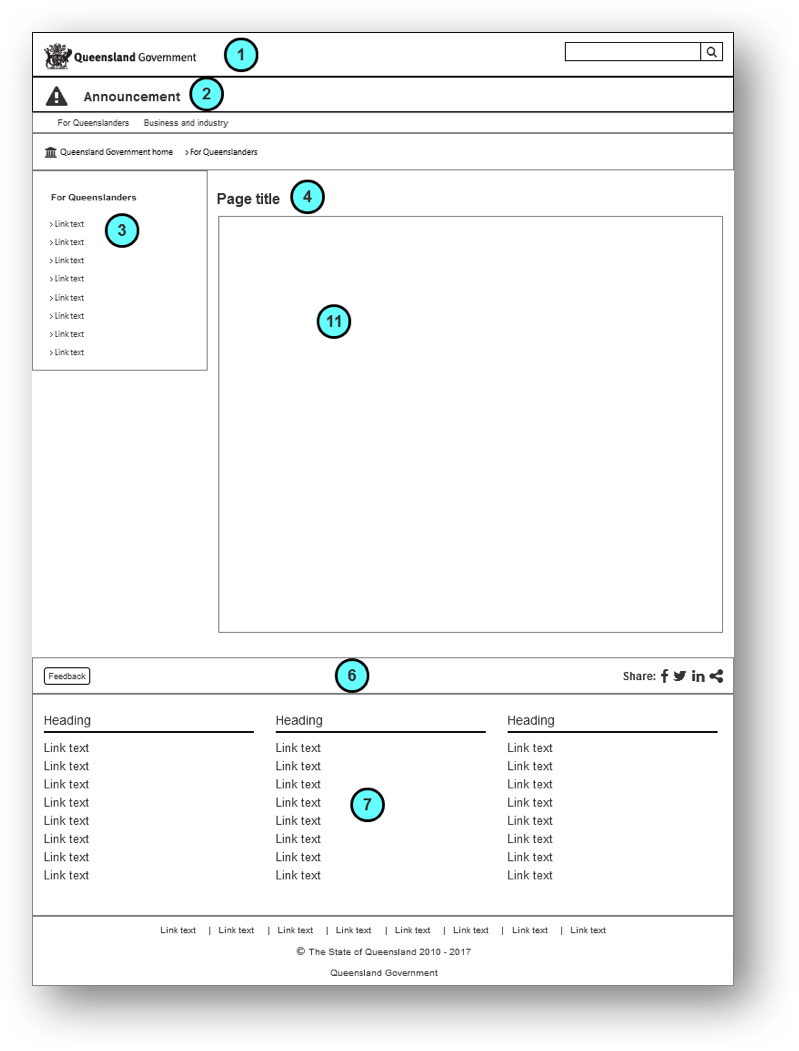 Queensland Government 1
Announcement 2
For Queenslanders Business and industry
Queensland Government home > For Queenslanders
For Queenslanders
> Link text
> Link text
> Link text
> Link text
> Link text
> Link text
> Link text
> Link text
3
Page title 4
11
Feedback 6 Share:
Heading Heading Heading
Link text Link text Link text
Link text Link text Link text
Link text Link text Link text
Link text Link text Link text
Link text Link text Link text
Link text Link text Link text
Link text Link text Link text
Link text Link text Link text
7
Link text | Link text | Link text | Link text | Link text | Link text | Link text | Link text
© The State of Queensland 2010 - 2017
Queensland Government